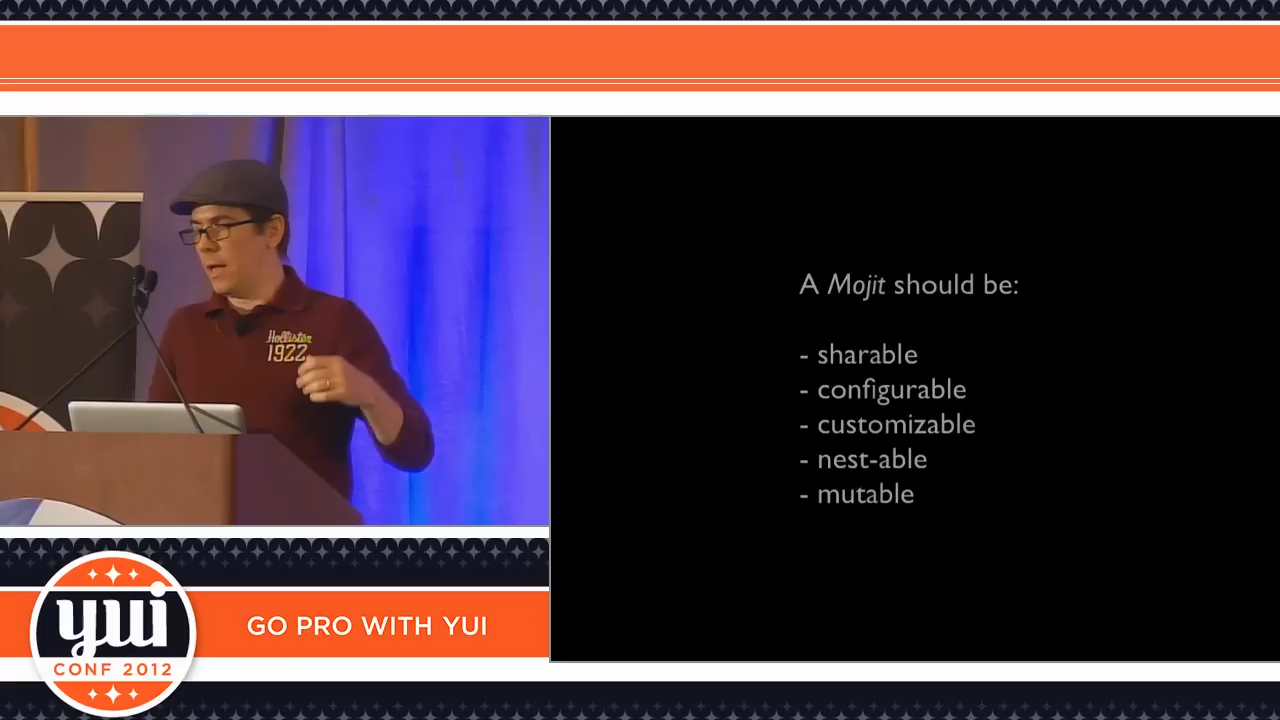 Hollister
1922
A Mojit should be:
- sharable
- configurable
- customizable
- nest-able
- mutable
yui
CONF 2012
GO PRO WITH YUI